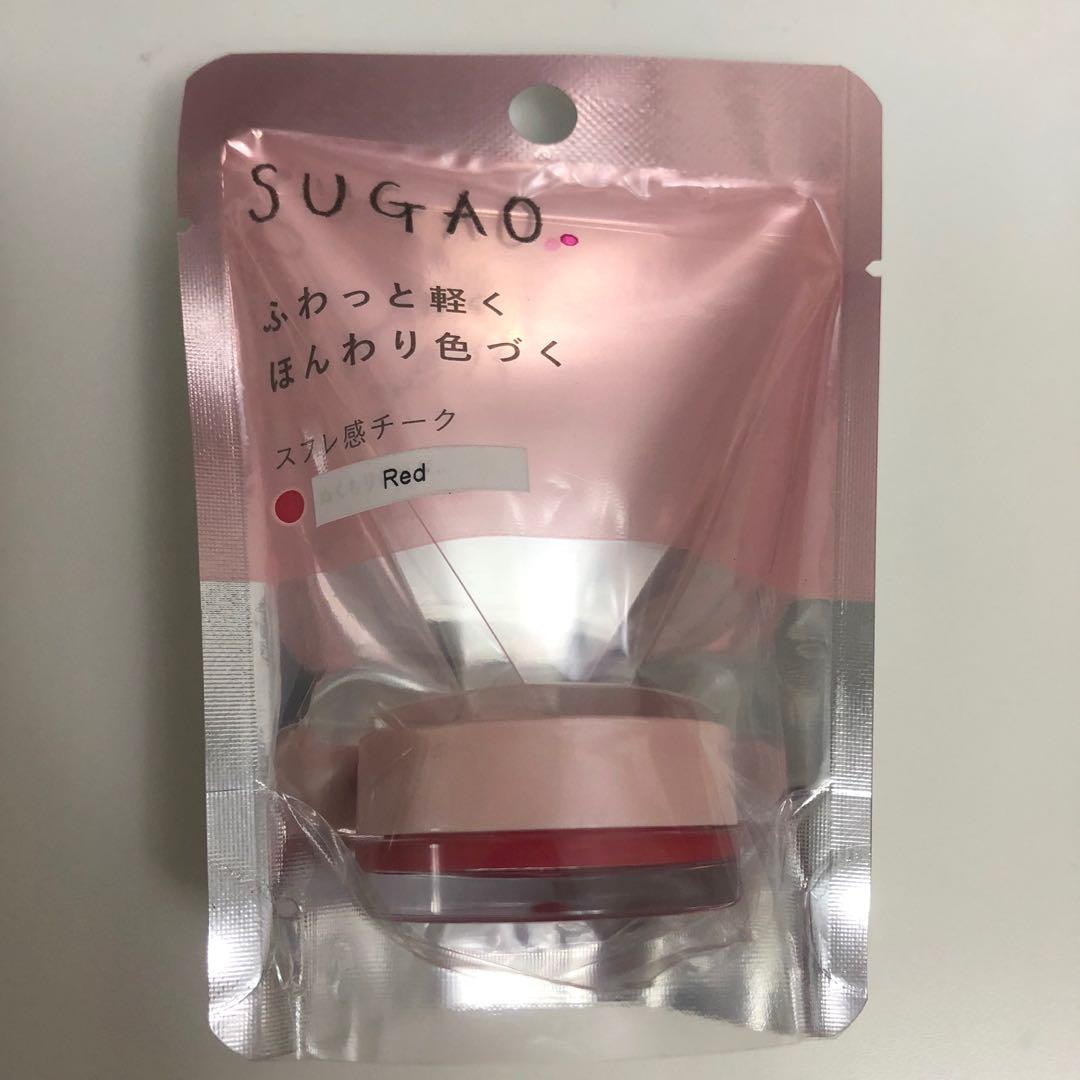 SUGAO
ふわっと軽く
ほんわり色づく
スフレ感チーク
Red